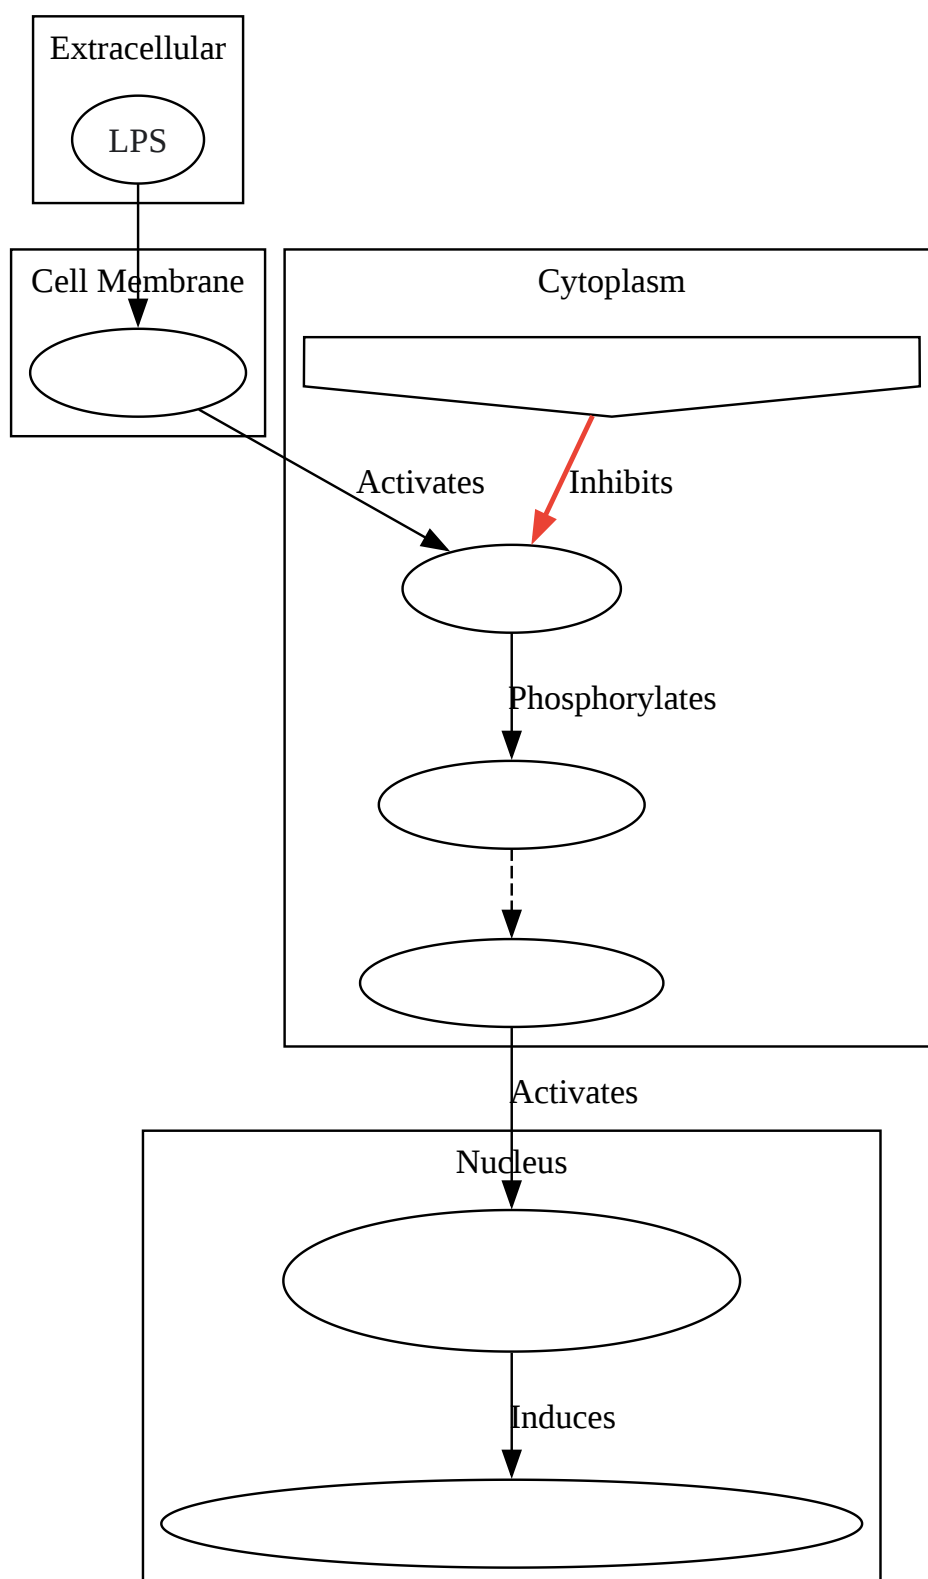 Extracellular
LPS
Cell Membrane
Cytoplasm
Activates
Inhibits
Phosphorylates
Activates
Nucleus
Induces